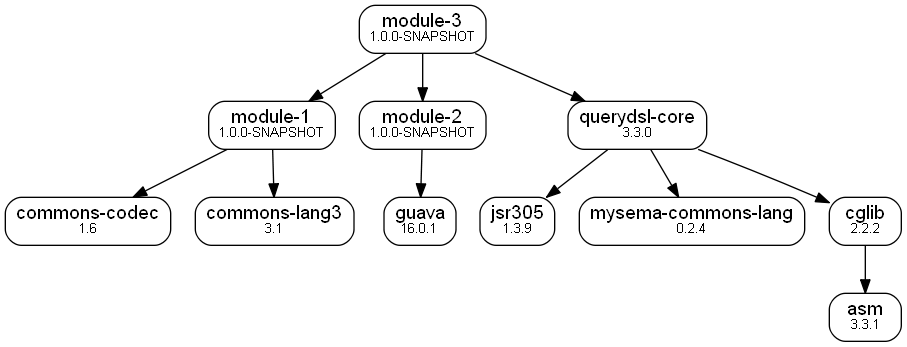 module-3
1.0.0-SNAPSHOT
module-1
1.0.0-SNAPSHOT
module-2
1.0.0-SNAPSHOT
querydsl-core
3.3.0
commons-codec
1.6
commons-lang3
3.1
guava
16.0.1
jsr305
1.3.9
mysema-commons-lang
0.2.4
cglib
2.2.2
asm
3.3.1